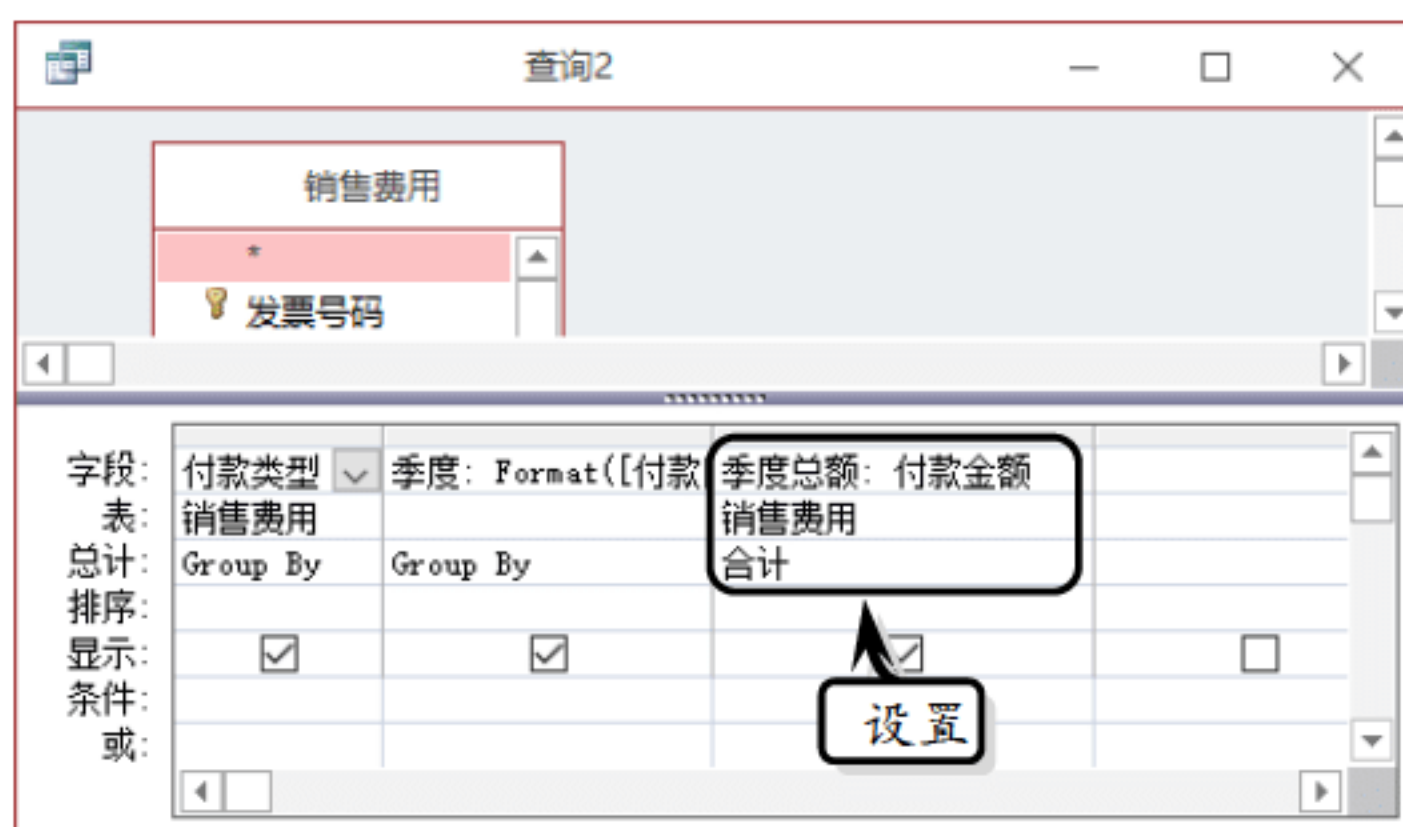 查询2
销售费用
*
发票号码
字段: 付款类型 季度: Format([付款 季度总额: 付款金额
表: 销售费用 销售费用
总计: Group By Group By 合计
排序:
显示:
条件:
或:
设置